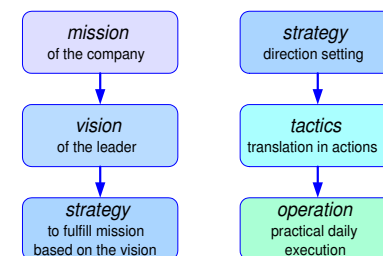 mission
of the company
vision
of the leader
strategy
to fulfill mission
based on the vision
strategy
direction setting
tactics
translation in actions
operation
practical daily
execution